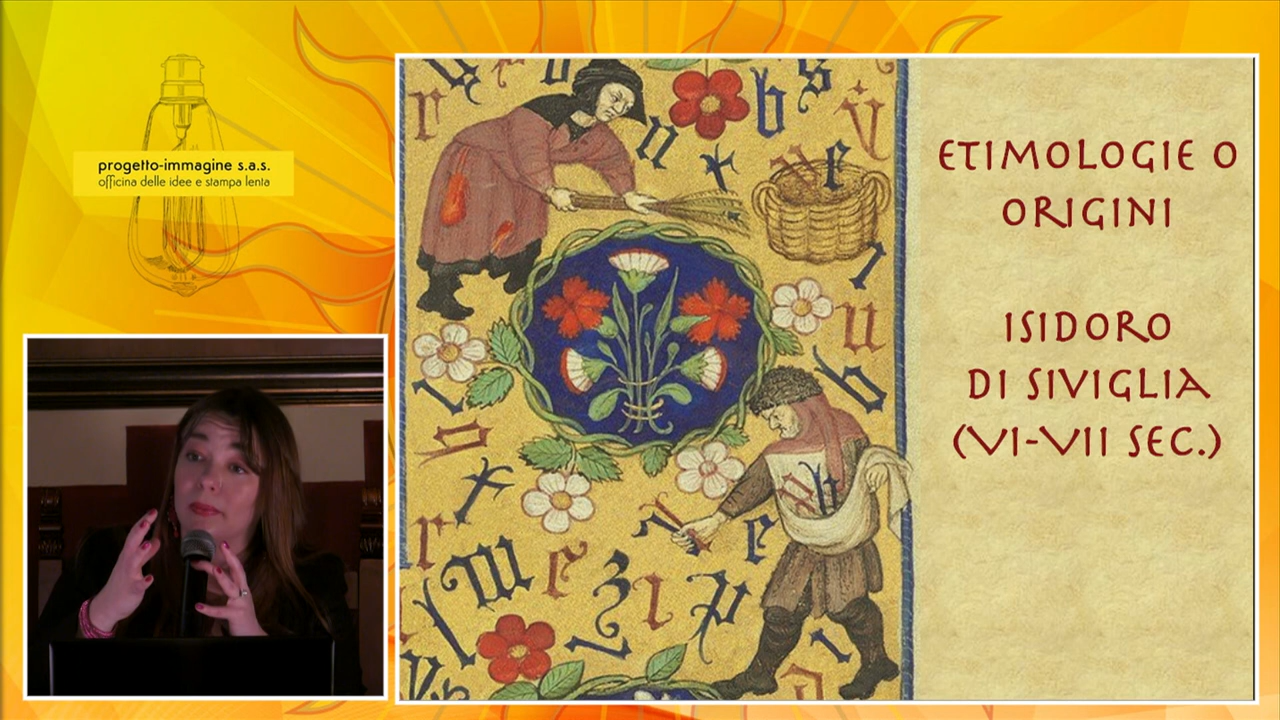 progetto-immagine s.a.s.
officina delle idee e stampa lenta
ETIMOLOGIE O
ORIGINI
ISIDORO
DI SIVIGLIA
(VI-VII SEC.)